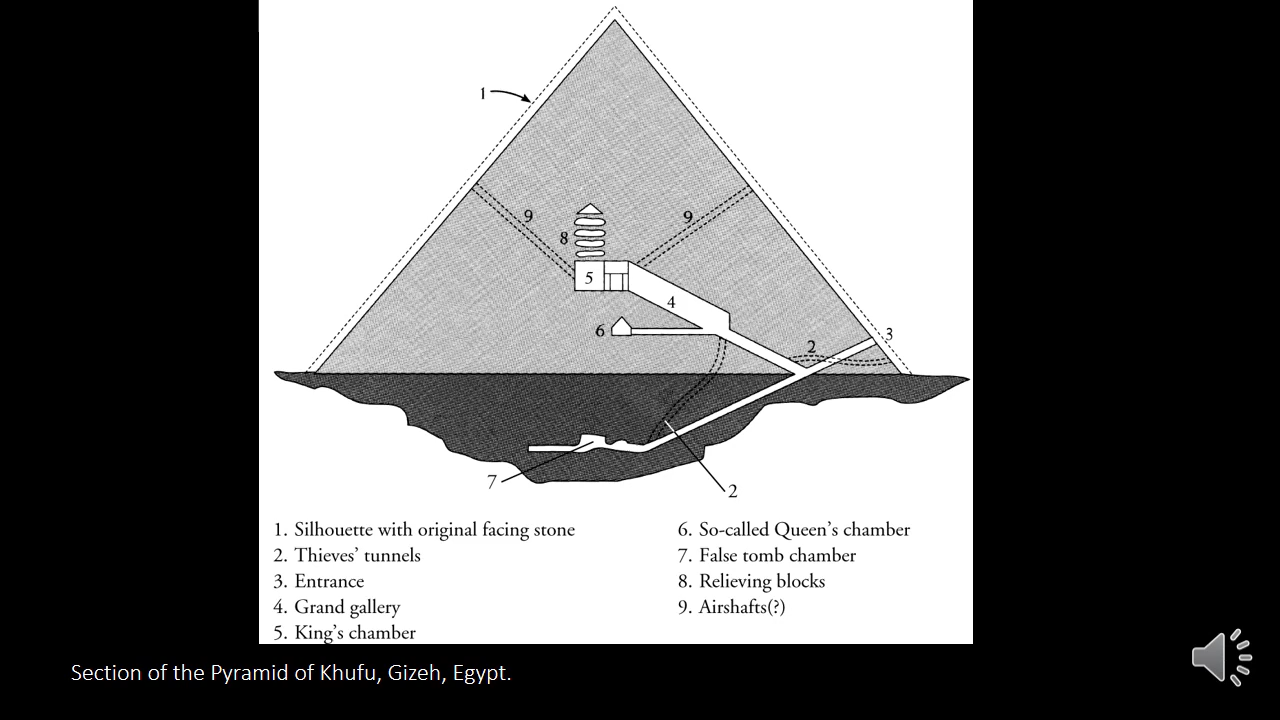 1
9
9
8
5
4
6
2
3
7
2
1. Silhouette with original facing stone
2. Thieves’ tunnels
3. Entrance
4. Grand gallery
5. King’s chamber
6. So-called Queen’s chamber
7. False tomb chamber
8. Relieving blocks
9. Airshafts(?)
Section of the Pyramid of Khufu, Gizeh, Egypt.